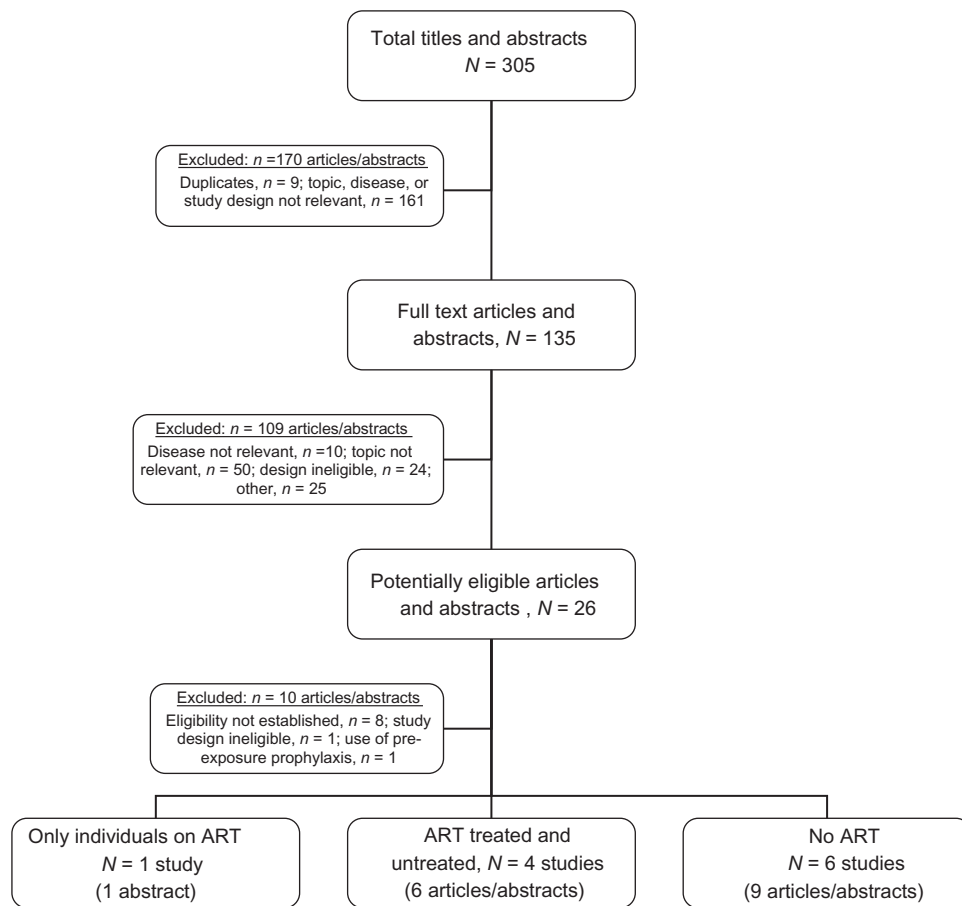 Total titles and abstracts
N = 305
Excluded: n =170 articles/abstracts
Duplicates, n = 9; topic, disease, or
study design not relevant, n = 161
Full text articles and
abstracts, N = 135
Excluded: n = 109 articles/abstracts
Disease not relevant, n =10; topic not
relevant, n = 50; design ineligible, n = 24;
other, n = 25
Potentially eligible articles
and abstracts , N = 26
Excluded: n = 10 articles/abstracts
Eligibility not established, n = 8; study
design ineligible, n = 1; use of pre-
exposure prophylaxis, n = 1
Only individuals on ART
N = 1 study
(1 abstract)
ART treated and
untreated, N = 4 studies
(6 articles/abstracts)
No ART
N = 6 studies
(9 articles/abstracts)